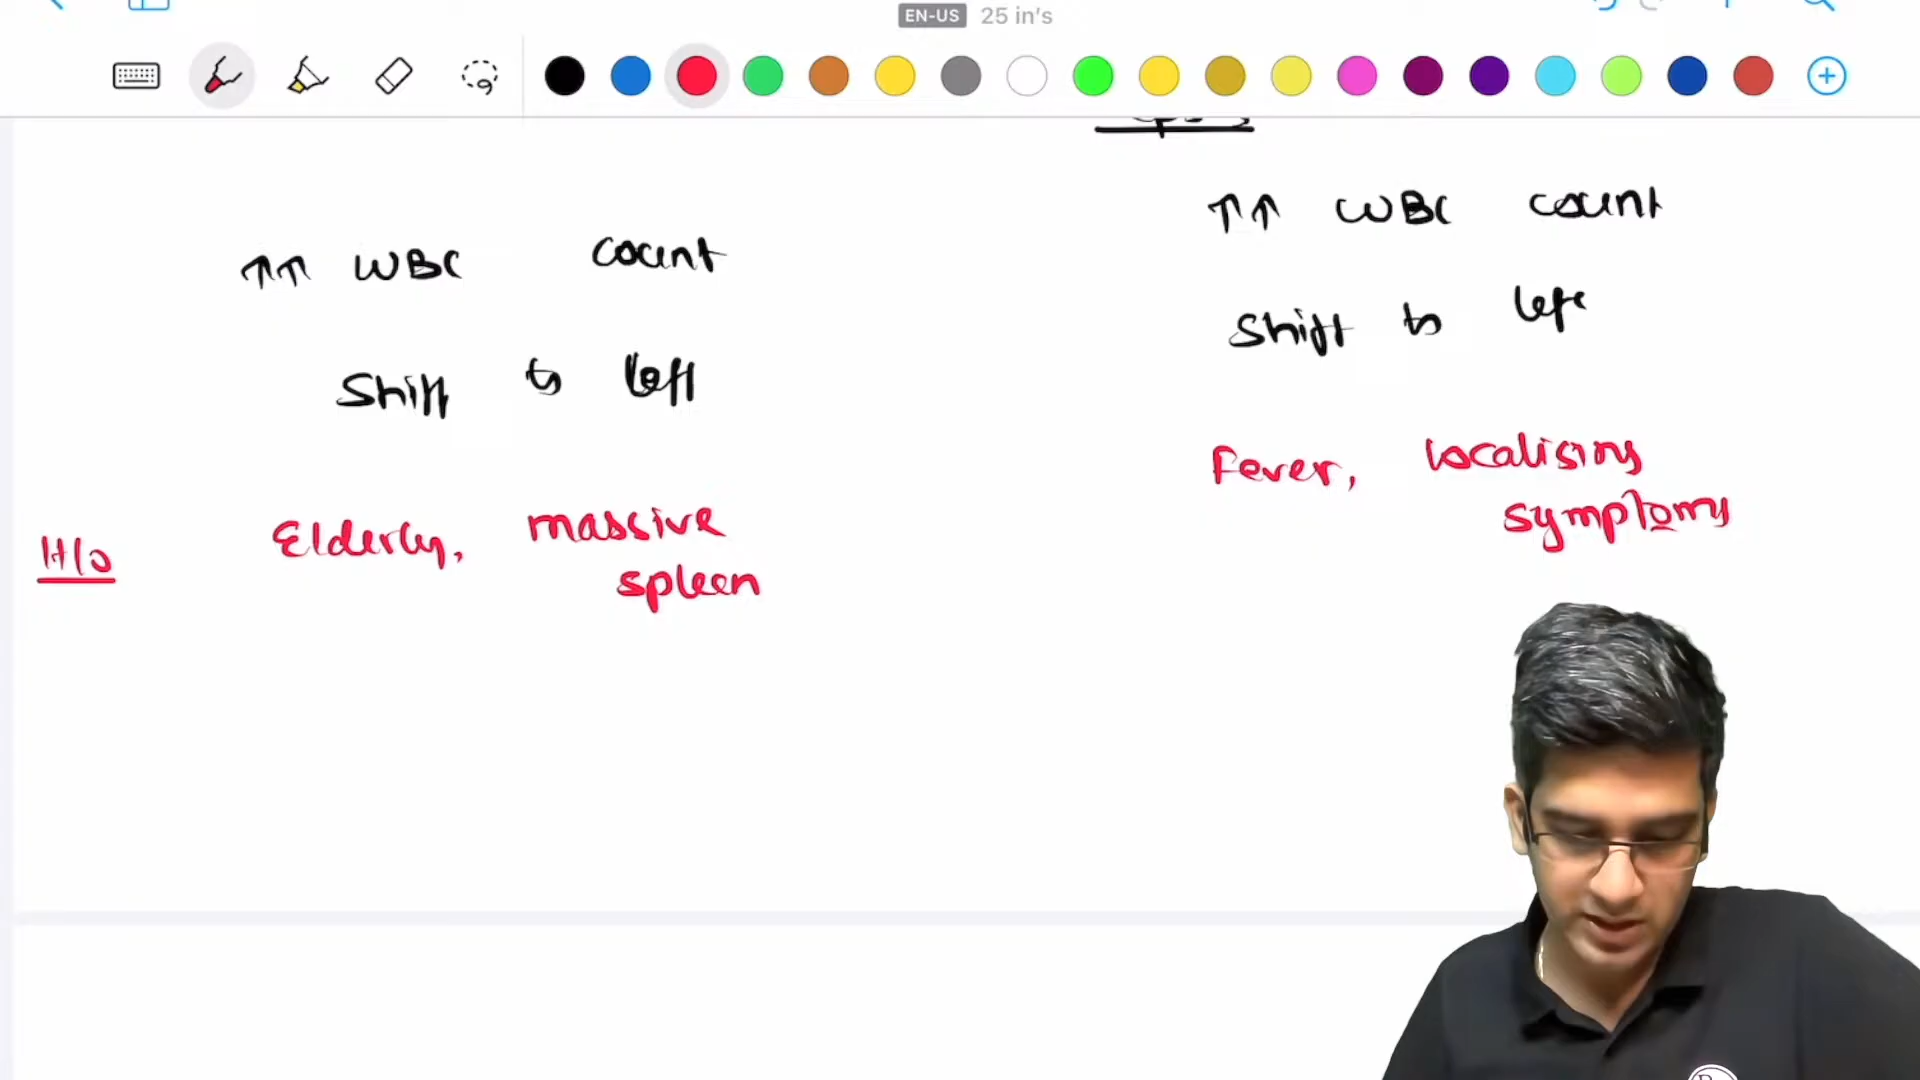 EN-US 25 in's
↑↑ WBC count
↑↑ WBC count
Shift to left
Shift to left
Fever, localising
symptoms
H/o Elderly, massive
spleen